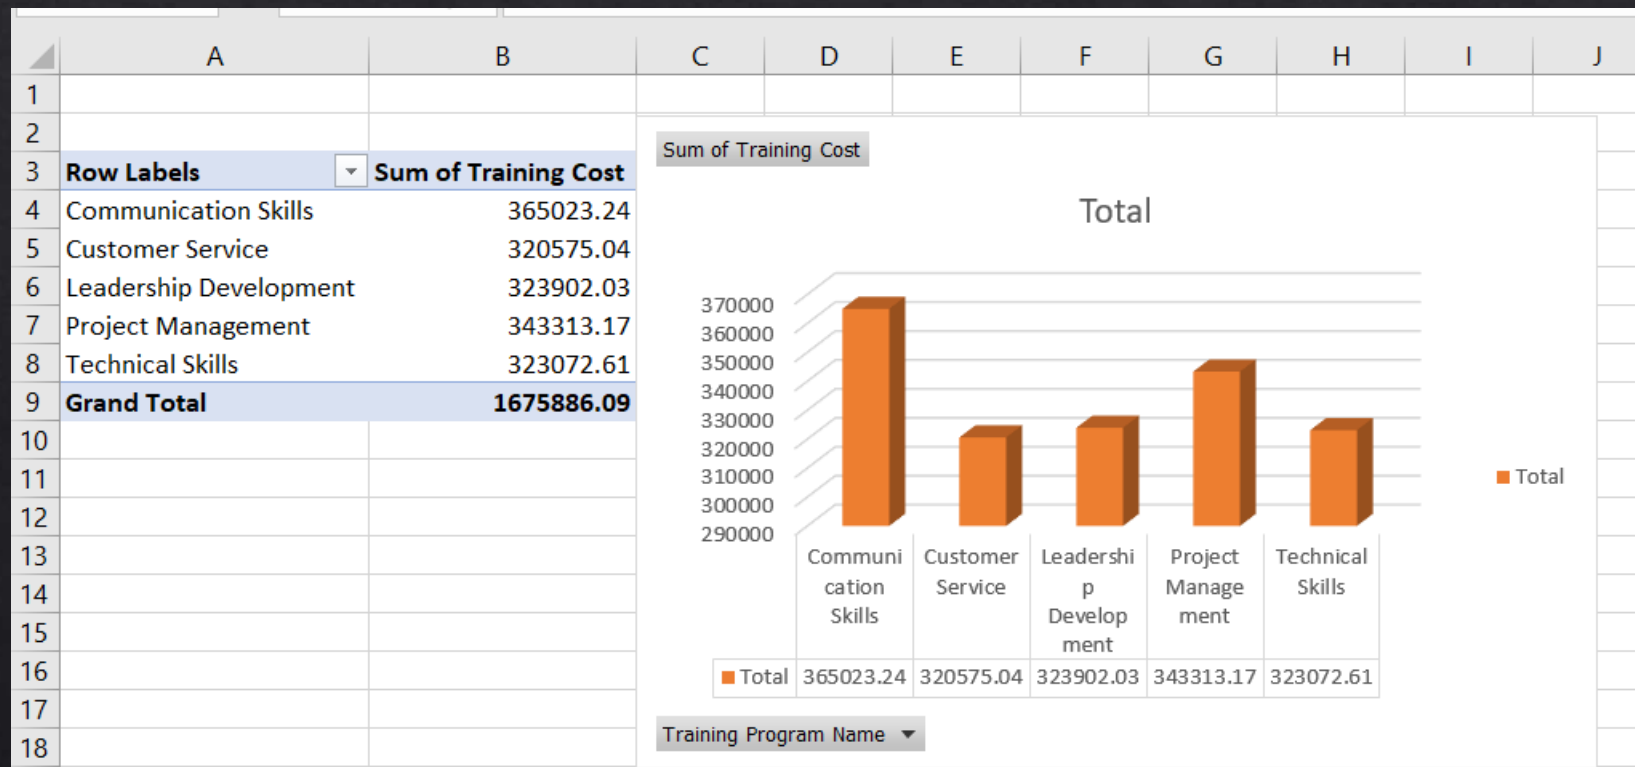 A B C D E F G H I J
1
2
3 Row Labels Sum of Training Cost
4 Communication Skills 365023.24
5 Customer Service 320575.04
6 Leadership Development 323902.03
7 Project Management 343313.17
8 Technical Skills 323072.61
9 Grand Total 1675886.09
10
11
12
13
14
15
16
17
18
Sum of Training Cost
Total
370000
360000
350000
340000
330000
320000
310000
300000
290000
Total
Communi
cation
Skills
Customer
Service
Leadershi
p
Develop
ment
Project
Manage
ment
Technical
Skills
Total 365023.24 320575.04 323902.03 343313.17 323072.61
Training Program Name